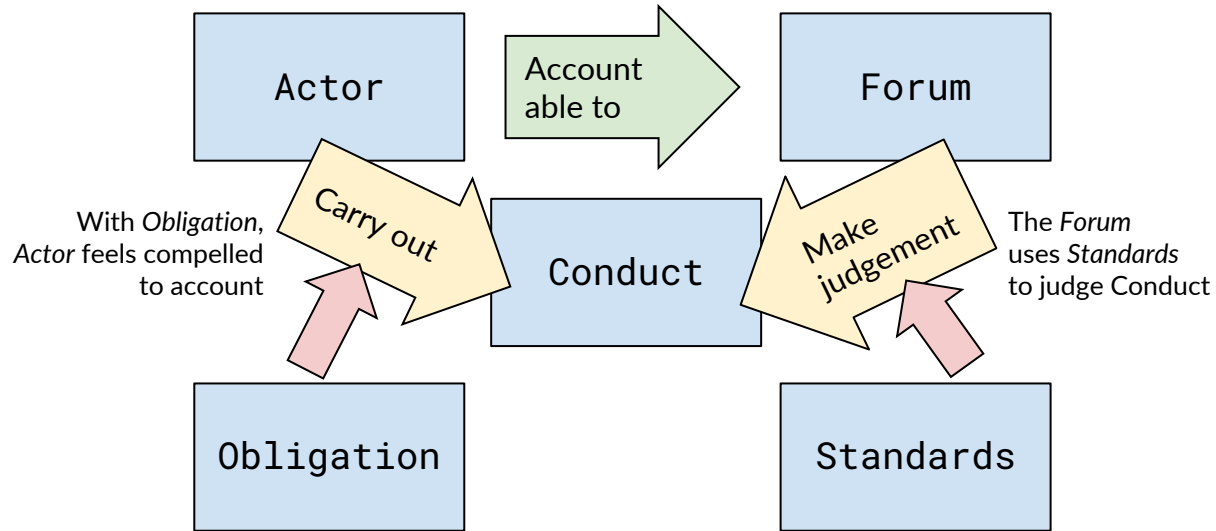 Actor
Account
able to
Forum
With Obligation,
Actor feels compelled
to account
Carry out
Conduct
Make
judgement
The Forum
uses Standards
to judge Conduct
Obligation
Standards